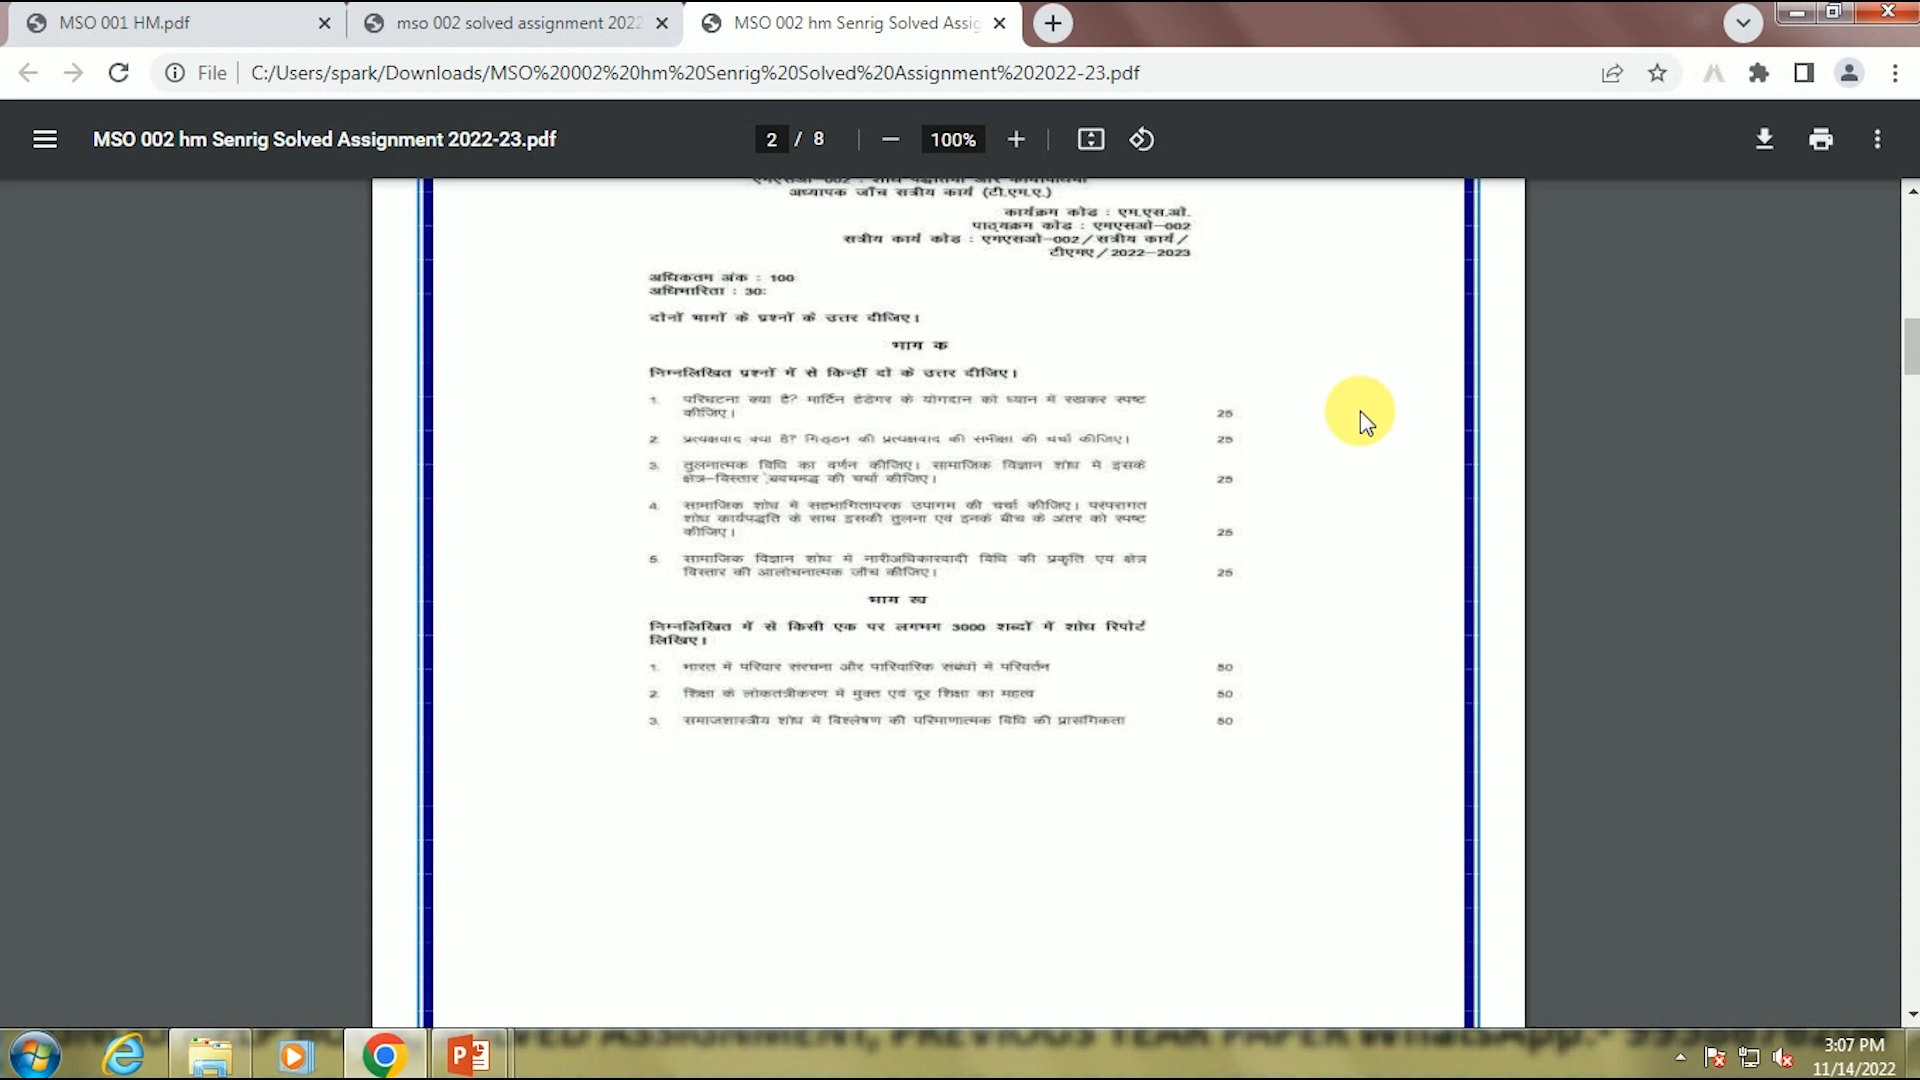 MSO 001 HM.pdf
mso 002 solved assignment 2022
MSO 002 hm Senrig Solved Assig
File
C:/Users/spark/Downloads/MSO%20002%20hm%20Senrig%20Solved%20Assignment%202022-23.pdf
MSO 002 hm Senrig Solved Assignment 2022-23.pdf
2 / 8
100%
एमएसओ-002 : शोध पद्धतियां और कार्यविधियां
अध्यापक जाँच सत्रीय कार्य (टी.एम.ए.)
कार्यक्रम कोड : एम.एस.ओ.
पाठ्यक्रम कोड : एमएसओ-002
सत्रीय कार्य कोड : एमएसओ-002/सत्रीय कार्य/
टीएमए/2022-2023
अधिकतम अंक : 100
अधिभारिता : 30:
दोनों भागों के प्रश्नों के उत्तर दीजिए।
भाग क
निम्नलिखित प्रश्नों में से किन्हीं दो के उत्तर दीजिए।
1. परिघटना क्या है? मार्टिन हेडेगर के योगदान को ध्यान में रखकर स्पष्ट
कीजिए। 25
2. प्रत्यक्षवाद क्या है? गिड्डन की प्रत्यक्षवाद की समीक्षा की चर्चा कीजिए। 25
3. तुलनात्मक विधि का वर्णन कीजिए। सामाजिक विज्ञान शोध में इसके
क्षेत्र-विस्तार की चर्चा कीजिए। 25
4. सामाजिक शोध में सहभागितापरक उपागम की चर्चा कीजिए। परंपरागत
शोध कार्यपद्धति के साथ इसकी तुलना एवं इनके बीच के अंतर को स्पष्ट
कीजिए। 25
5. सामाजिक विज्ञान शोध में नारीअधिकारवादी विधि की प्रकृति एवं क्षेत्र
विस्तार की आलोचनात्मक जाँच कीजिए। 25
भाग ख
निम्नलिखित में से किसी एक पर लगभग 3000 शब्दों में शोध रिपोर्ट
लिखिए।
1. भारत में परिवार संरचना और पारिवारिक संबंधों में परिवर्तन 50
2. शिक्षा के लोकतंत्रीकरण में मुक्त एवं दूर शिक्षा का महत्व 50
3. समाजशास्त्रीय शोध में विश्लेषण की परिमाणात्मक विधि की प्रासंगिकता 50
3:07 PM
11/14/2022